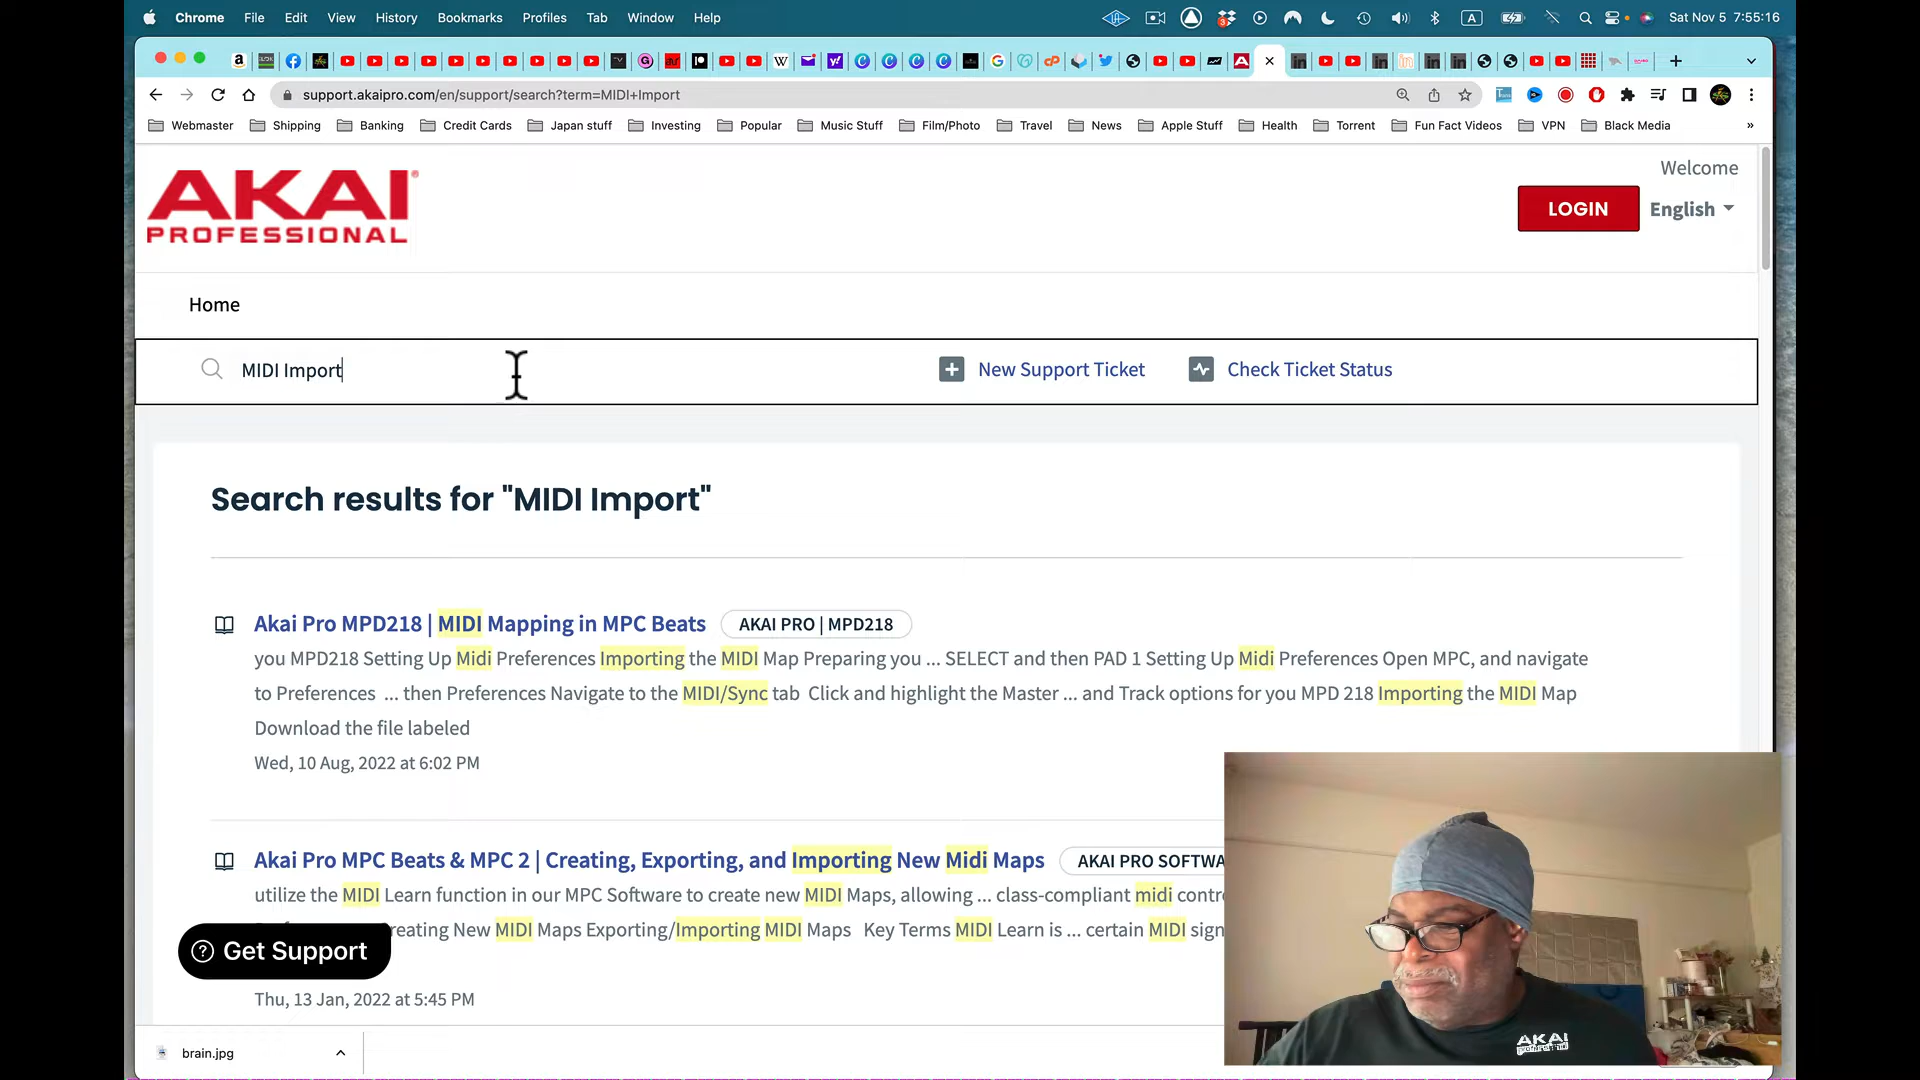 Chrome File Edit View History Bookmarks Profiles Tab Window Help
3 A Sat Nov 5 7:55:16
support.akaipro.com/en/support/search?term=MIDI+Import
Webmaster Shipping Banking Credit Cards Japan stuff Investing Popular Music Stuff Film/Photo Travel News Apple Stuff Health Torrent Fun Fact Videos VPN Black Media »
AKAI
PROFESSIONAL
Welcome
LOGIN English
Home
MIDI Import
New Support Ticket Check Ticket Status
Search results for "MIDI Import"
Akai Pro MPD218 | MIDI Mapping in MPC Beats AKAI PRO | MPD218
you MPD218 Setting Up Midi Preferences Importing the MIDI Map Preparing you ... SELECT and then PAD 1 Setting Up Midi Preferences Open MPC, and navigate
to Preferences ... then Preferences Navigate to the MIDI/Sync tab Click and highlight the Master ... and Track options for you MPD 218 Importing the MIDI Map
Download the file labeled
Wed, 10 Aug, 2022 at 6:02 PM
Akai Pro MPC Beats & MPC 2 | Creating, Exporting, and Importing New Midi Maps AKAI PRO SOFTWA
utilize the MIDI Learn function in our MPC Software to create new MIDI Maps, allowing ... class-compliant midi contr
reating New MIDI Maps Exporting/Importing MIDI Maps Key Terms MIDI Learn is ... certain MIDI sign
Get Support
Thu, 13 Jan, 2022 at 5:45 PM
brain.jpg
AKAI